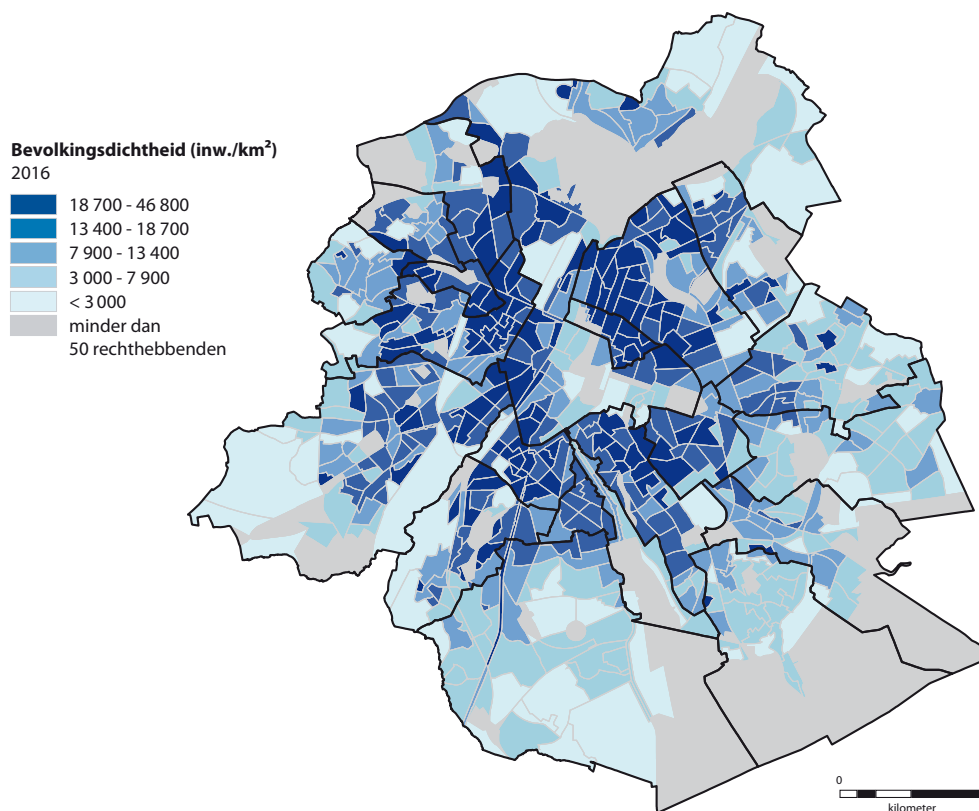 Bevolkingsdichtheid (inw./km²)
2016
18 700 - 46 800
13 400 - 18 700
7 900 - 13 400
3 000 - 7 900
< 3 000
minder dan
50 rechthebbenden
0
kilometer